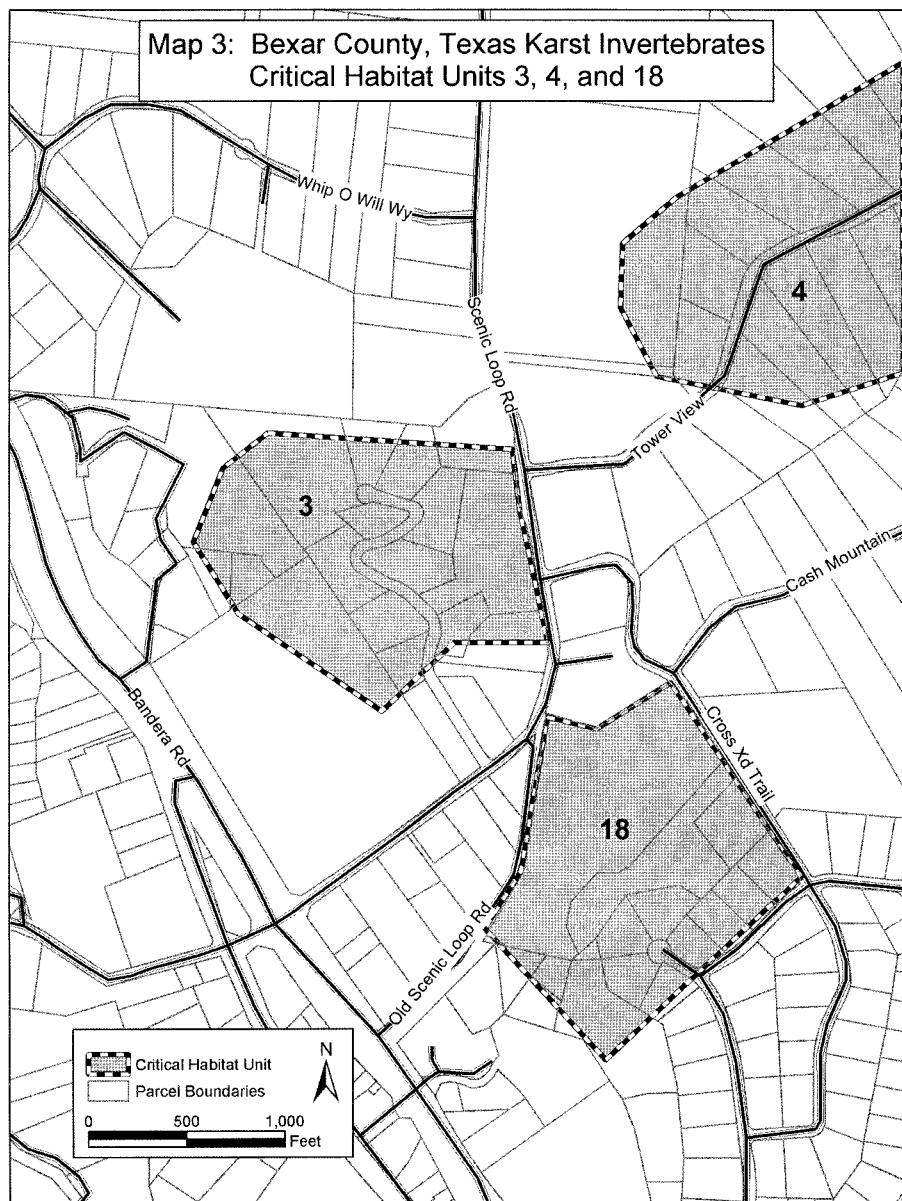 Map 3: Bexar County, Texas Karst Invertebrates
Critical Habitat Units 3, 4, and 18
Whip O Will Wy
Scenic Loop Rd
4
Tower View
3
Cash Mountain
Bandera Rd
Cross Xd Trail
18
Old Scenic Loop Rd
Critical Habitat Unit
Parcel Boundaries
N
0 500 1,000
Feet